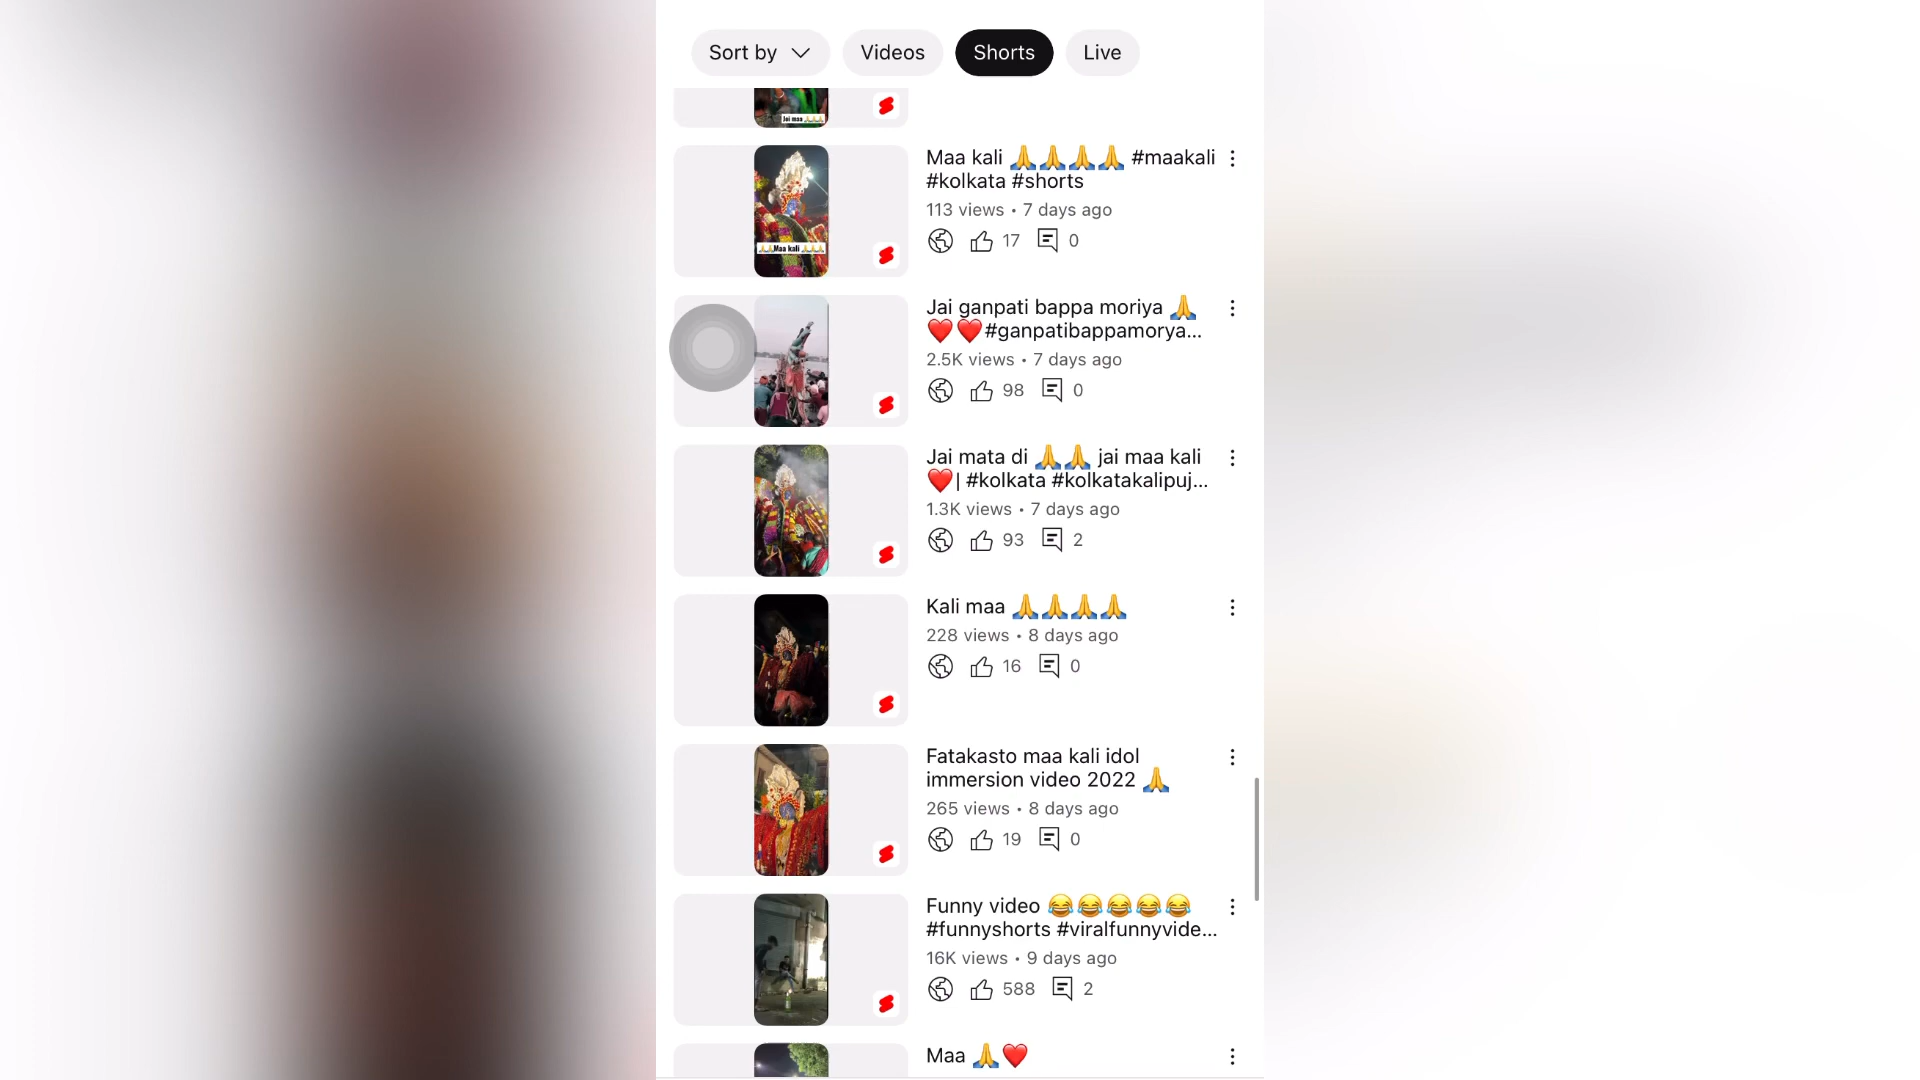 Sort by
Videos
Shorts
Live
Jai maa 🙏🙏🙏
Maa kali 🙏🙏🙏🙏 #maakali
#kolkata #shorts
113 views • 7 days ago
17
0
🙏🙏Maa kali 🙏🙏🙏
Jai ganpati bappa moriya 🙏
❤️❤️#ganpatibappamorya...
2.5K views • 7 days ago
98
0
Jai mata di 🙏🙏 jai maa kali
❤️| #kolkata #kolkatakalipuj...
1.3K views • 7 days ago
93
2
Kali maa 🙏🙏🙏🙏
228 views • 8 days ago
16
0
Fatakasto maa kali idol
immersion video 2022 🙏
265 views • 8 days ago
19
0
Funny video 😂😂😂😂😂
#funnyshorts #viralfunnyvide...
16K views • 9 days ago
588
2
Maa 🙏❤️